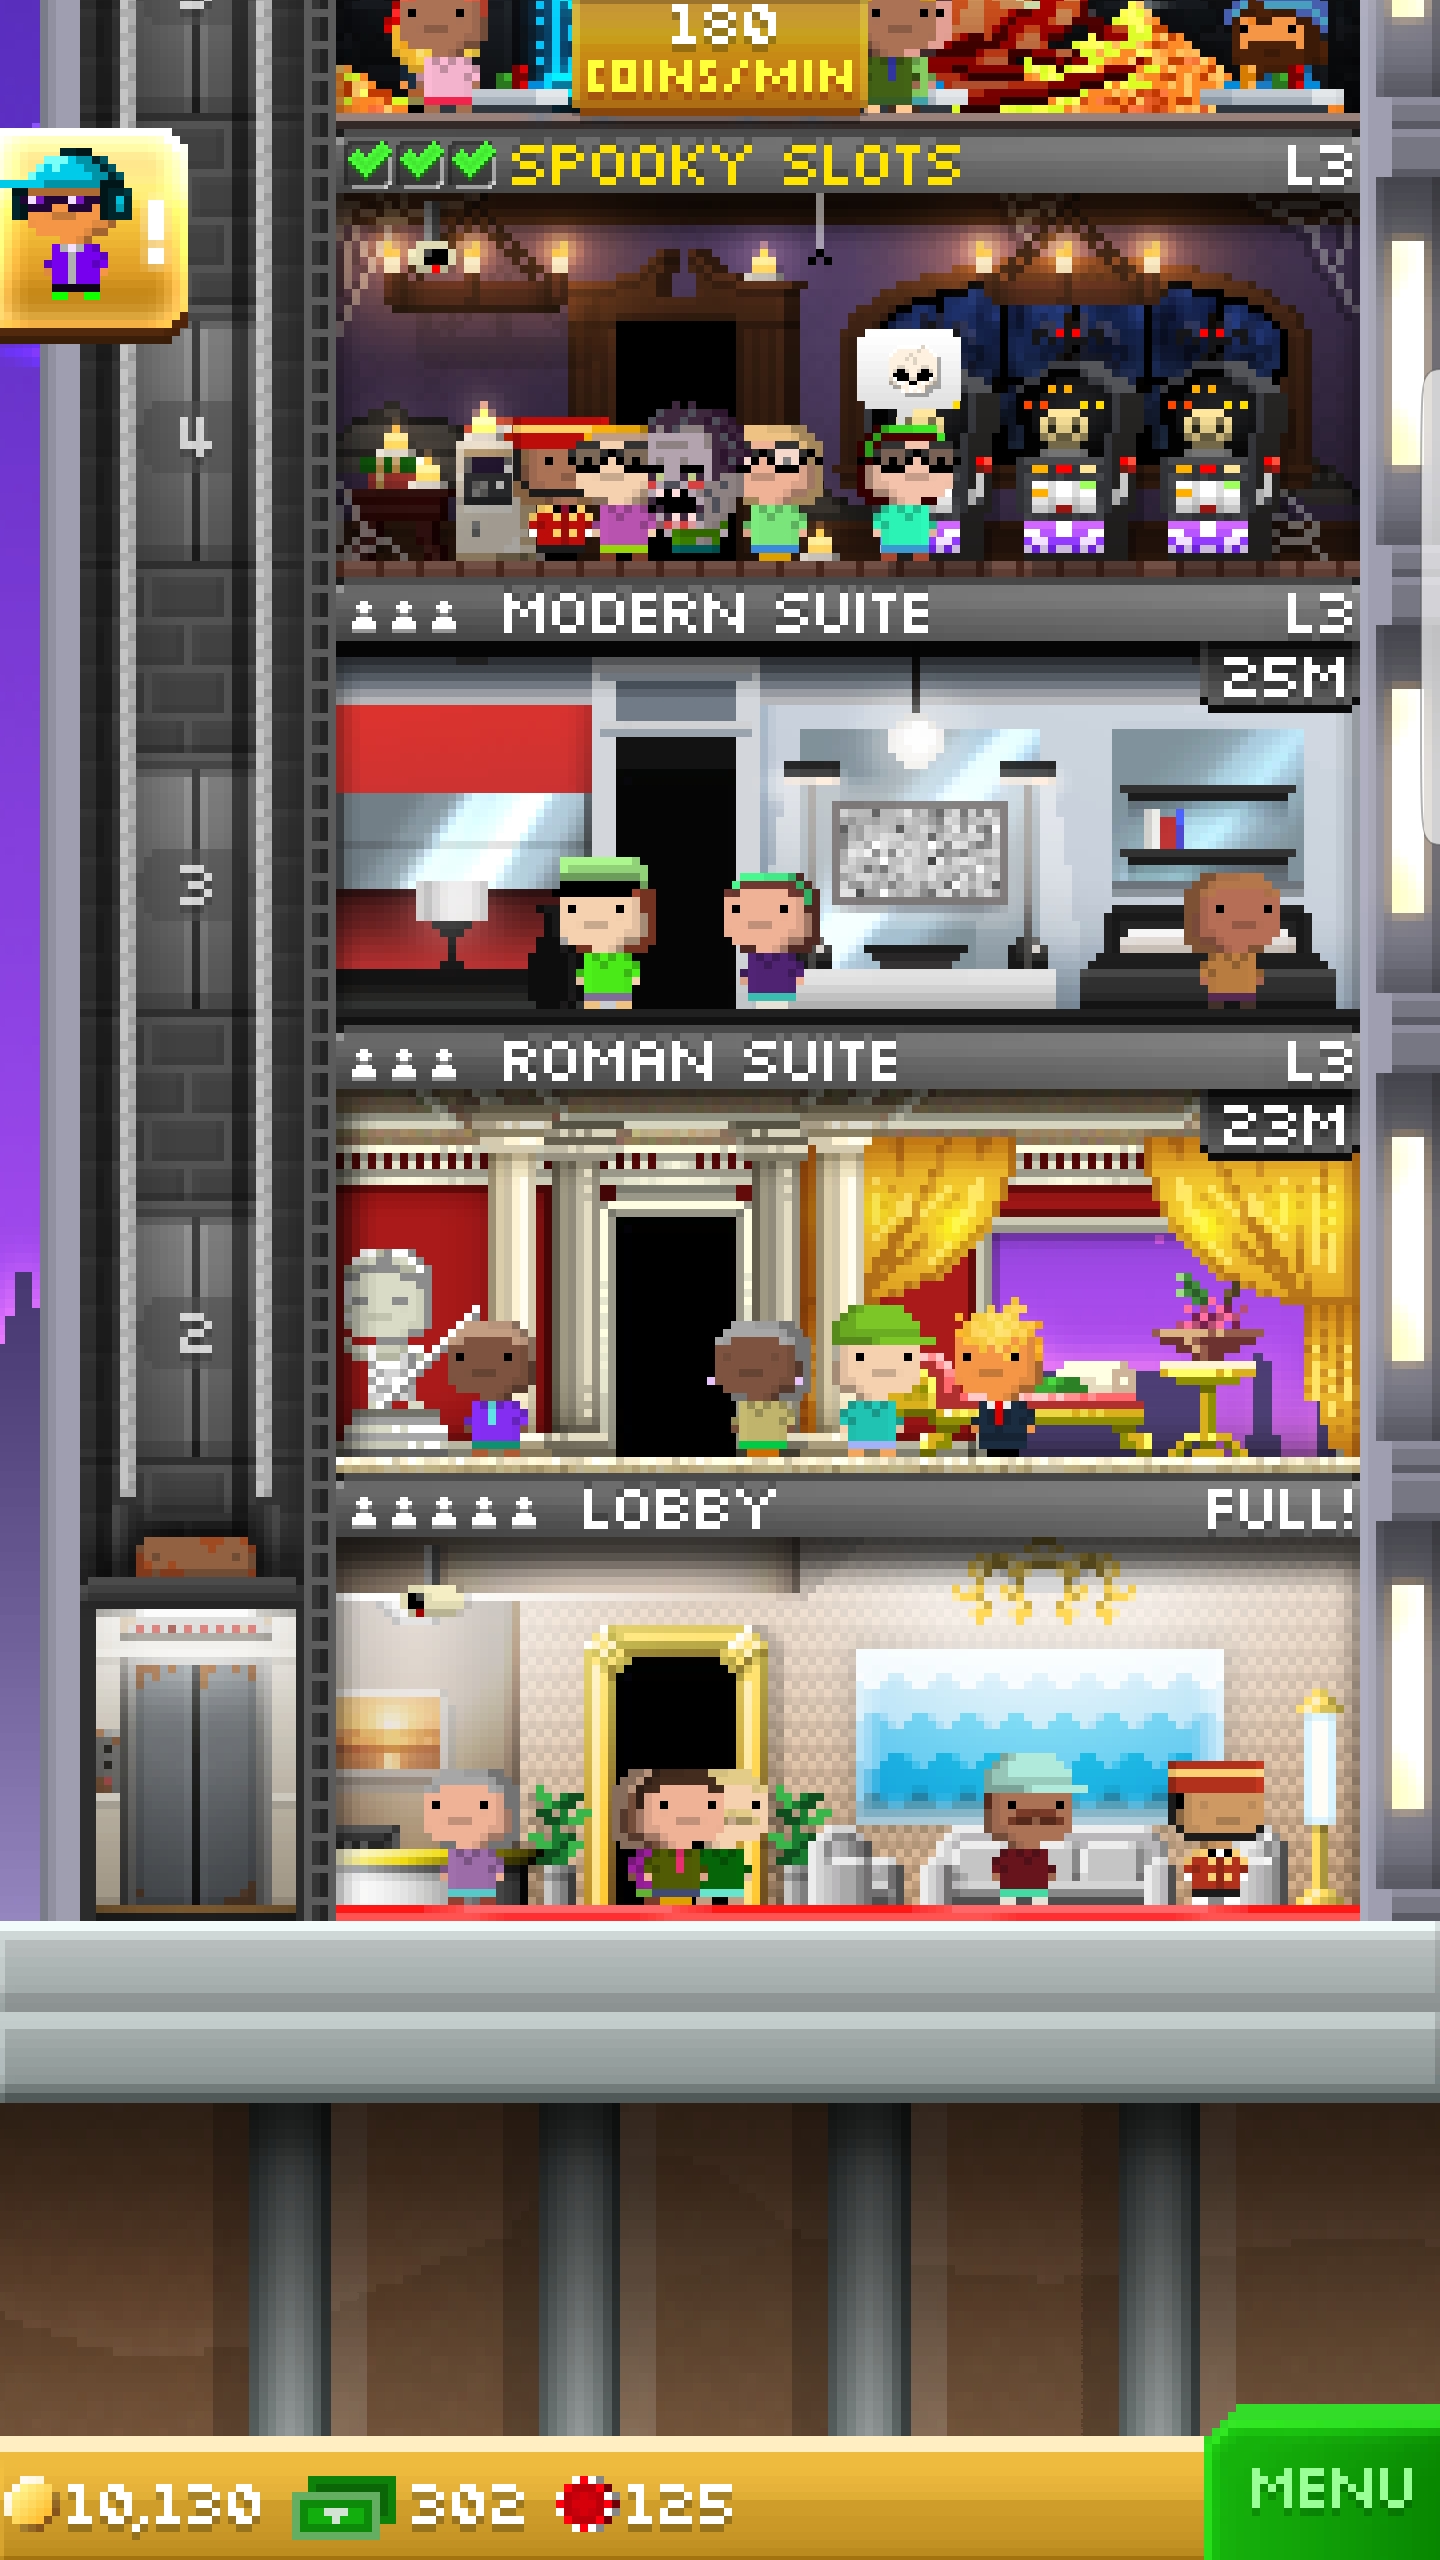 180
COINS/MIN
SPOOKY SLOTS L3
!
4
MODERN SUITE L3
25M
3
ROMAN SUITE L3
23M
2
LOBBY FULL!
10,130 302 125
MENU